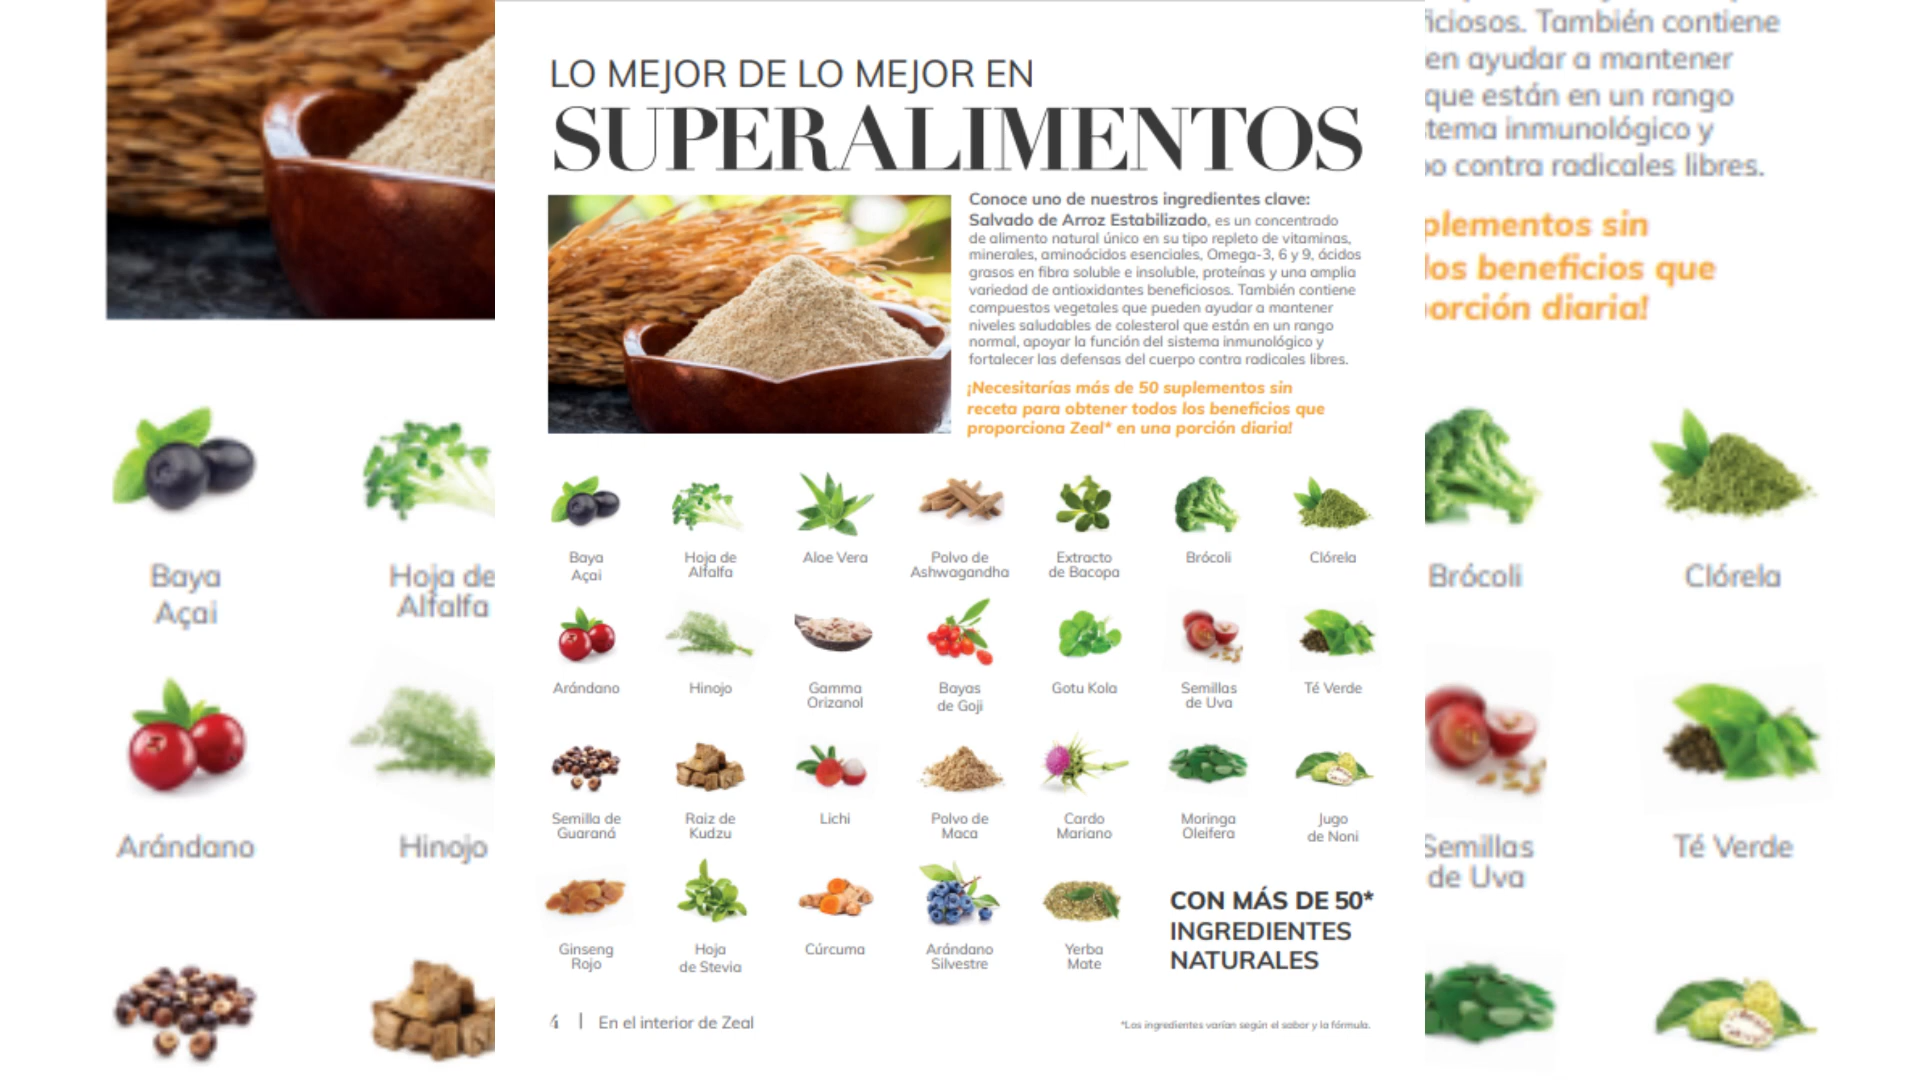 LO MEJOR DE LO MEJOR EN
SUPERALIMENTOS
Conoce uno de nuestros ingredientes clave:
Salvado de Arroz Estabilizado, es un concentrado
de alimento natural único en su tipo repleto de vitaminas,
minerales, aminoácidos esenciales, Omega-3, 6 y 9, ácidos
grasos en fibra soluble e insoluble, proteínas y una amplia
variedad de antioxidantes beneficiosos. También contiene
compuestos vegetales que pueden ayudar a mantener
niveles saludables de colesterol que están en un rango
normal, apoyar la función del sistema inmunológico y
fortalecer las defensas del cuerpo contra radicales libres.
¡Necesitarías más de 50 suplementos sin
receta para obtener todos los beneficios que
proporciona Zeal* en una porción diaria!
Baya
Açai
Hoja de
Alfalfa
Aloe Vera
Polvo de
Ashwagandha
Extracto
de Bacopa
Brócoli
Clórela
Arándano
Hinojo
Gamma
Orizanol
Bayas
de Goji
Gotu Kola
Semillas
de Uva
Té Verde
Semilla de
Guaraná
Raiz de
Kudzu
Lichi
Polvo de
Maca
Cardo
Mariano
Moringa
Oleifera
Jugo
de Noni
Ginseng
Rojo
Hoja
de Stevia
Cúrcuma
Arándano
Silvestre
Yerba
Mate
CON MÁS DE 50*
INGREDIENTES
NATURALES
4 | En el interior de Zeal
*Los ingredientes varían según el sabor y la fórmula.
Baya
Açai
Hoja de
Alfalfa
Arándano
Hinojo
ficiosos. También contiene
en ayudar a mantener
que están en un rango
tema inmunológico y
o contra radicales libres.
plementos sin
los beneficios que
orción diaria!
Brócoli
Clórela
Semillas
de Uva
Té Verde